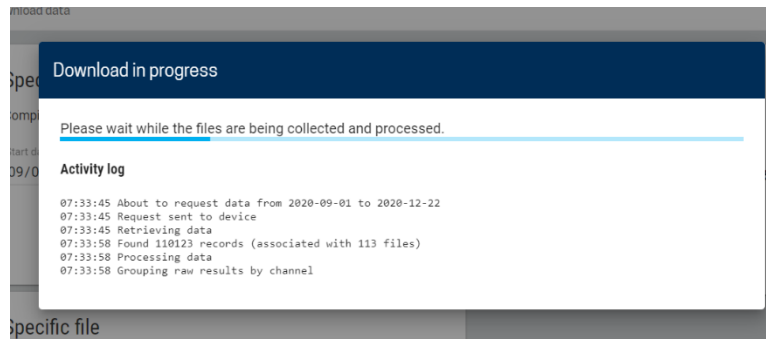 download data
Download in progress
Please wait while the files are being collected and processed.
Activity log
09/0
07:33:45 About to request data from 2020-09-01 to 2020-12-22
07:33:45 Request sent to device
07:33:45 Retrieving data
07:33:58 Found 110123 records (associated with 113 files)
07:33:58 Processing data
07:33:58 Grouping raw results by channel
Specific file